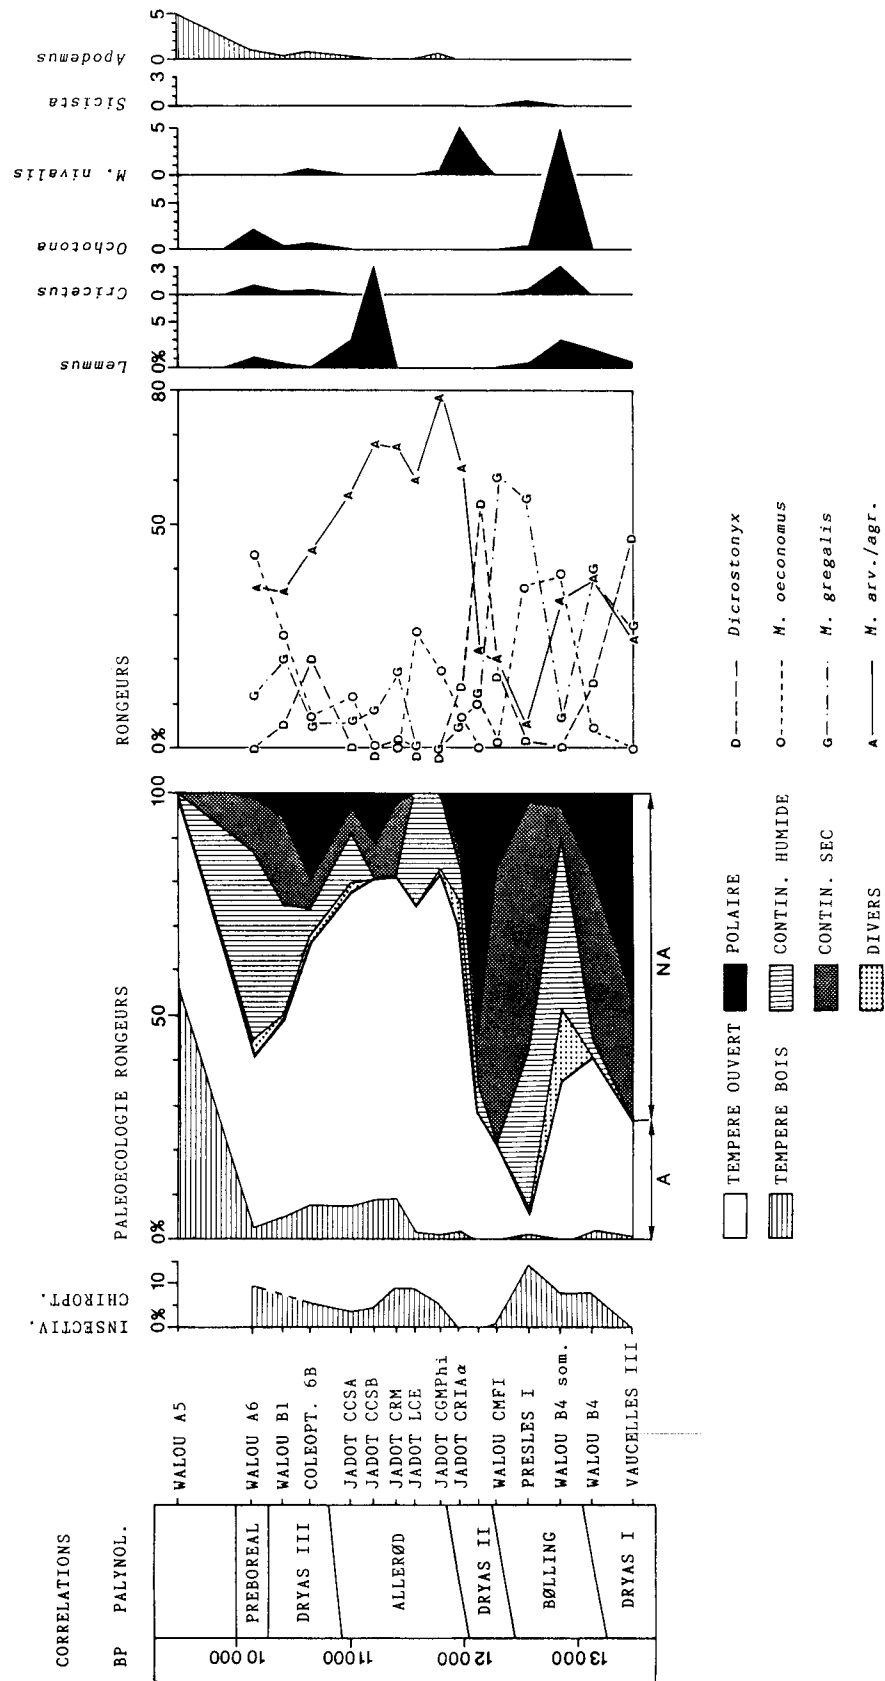 CORRELATIONS
BP PALYNOL.
10 000
11 000
12 000
13 000
PREBOREAL
DRYAS III
ALLERØD
DRYAS II
BØLLING
DRYAS I
WALOU A5
WALOU A6
WALOU B1
COLEOPT. 6B
JADOT CCSA
JADOT CCSB
JADOT CRM
JADOT LCE
JADOT CGMPhi
JADOT CRIAα
WALOU CMFI
PRESLES I
WALOU B4 som.
WALOU B4
VAUCELLES III
INSECTIV.
CHIROPT.
0% 10
PALEOECOLOGIE RONGEURS
0% 50 100
A NA
RONGEURS
0% 50 80
Lemmus
0% 5
Cricetus
0 3
Ochotona
0 5
M. nivalis
0 5
Sicista
0 3
Apodemus
0 5
TEMPERE OUVERT
TEMPERE BOIS
POLAIRE
CONTIN. HUMIDE
CONTIN. SEC
DIVERS
D Dicrostonyx
O M. oeconomus
G M. gregalis
A M. arv./agr.